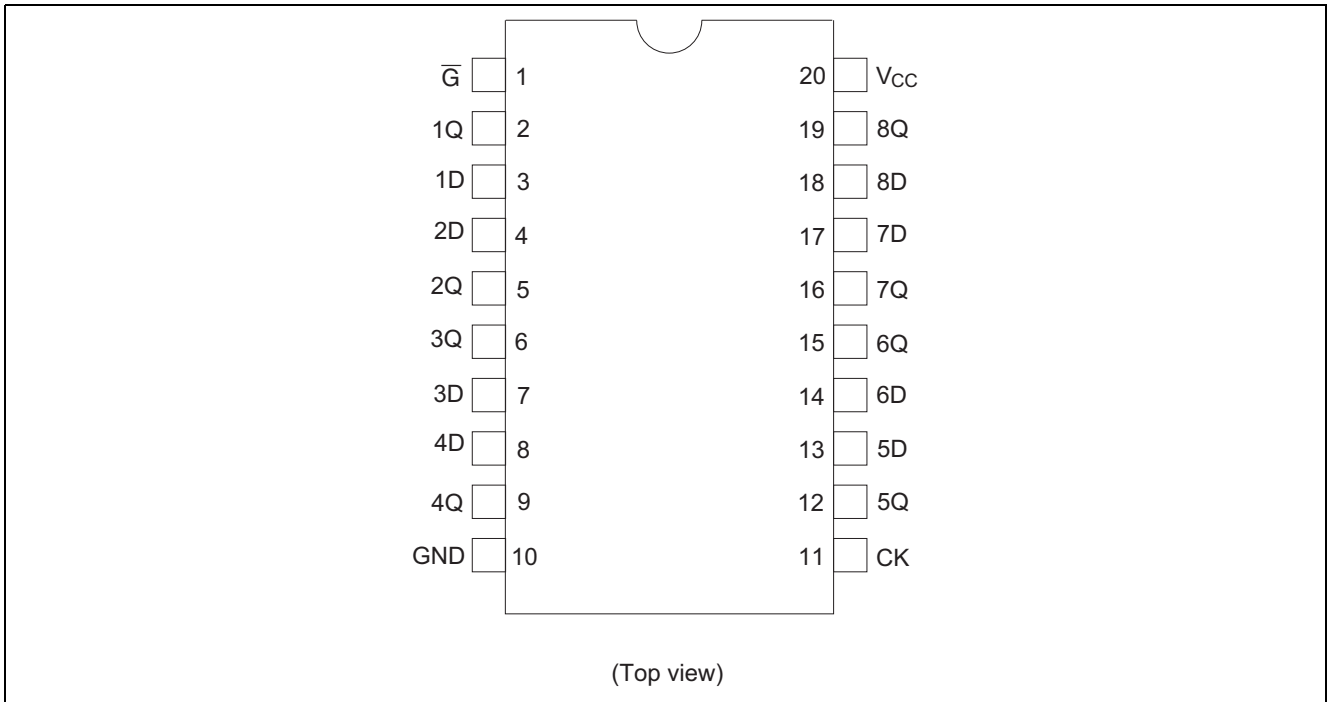 G̅ 1 20 VCC
1Q 2 19 8Q
1D 3 18 8D
2D 4 17 7D
2Q 5 16 7Q
3Q 6 15 6Q
3D 7 14 6D
4D 8 13 5D
4Q 9 12 5Q
GND 10 11 CK
(Top view)